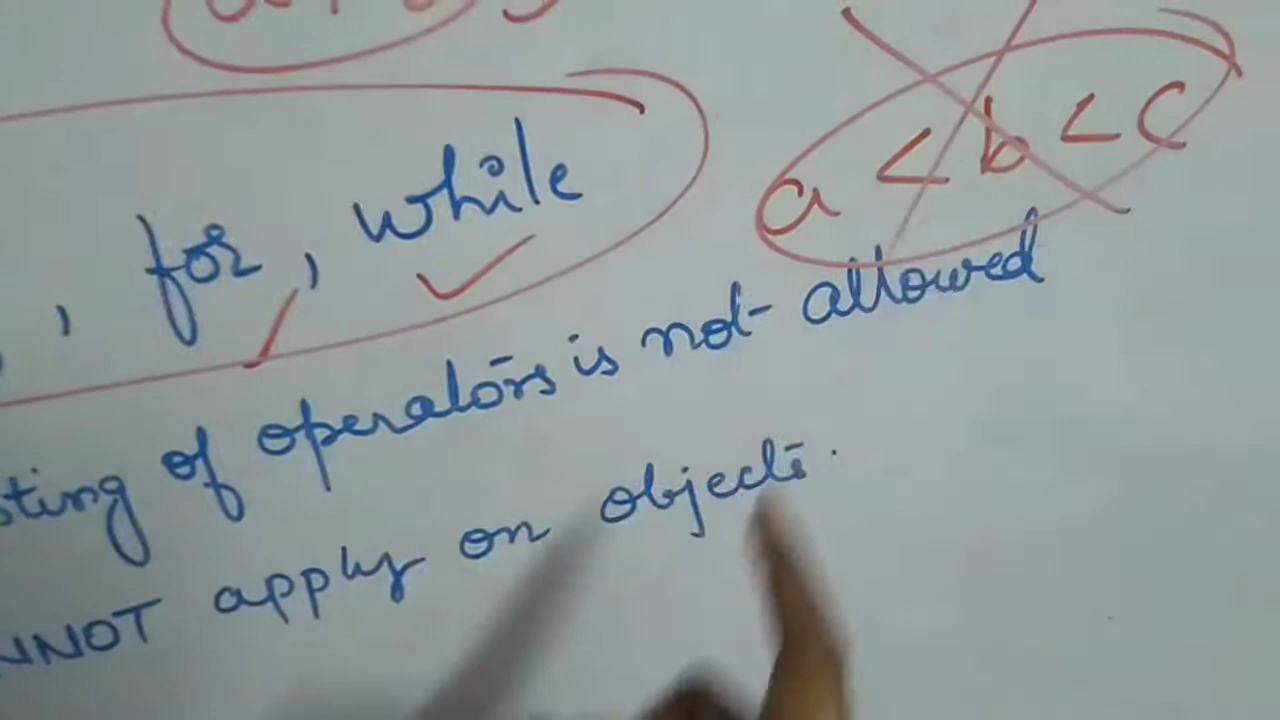 a < b < c
, for, while
sting of operators is not allowed
NNOT apply on objects.